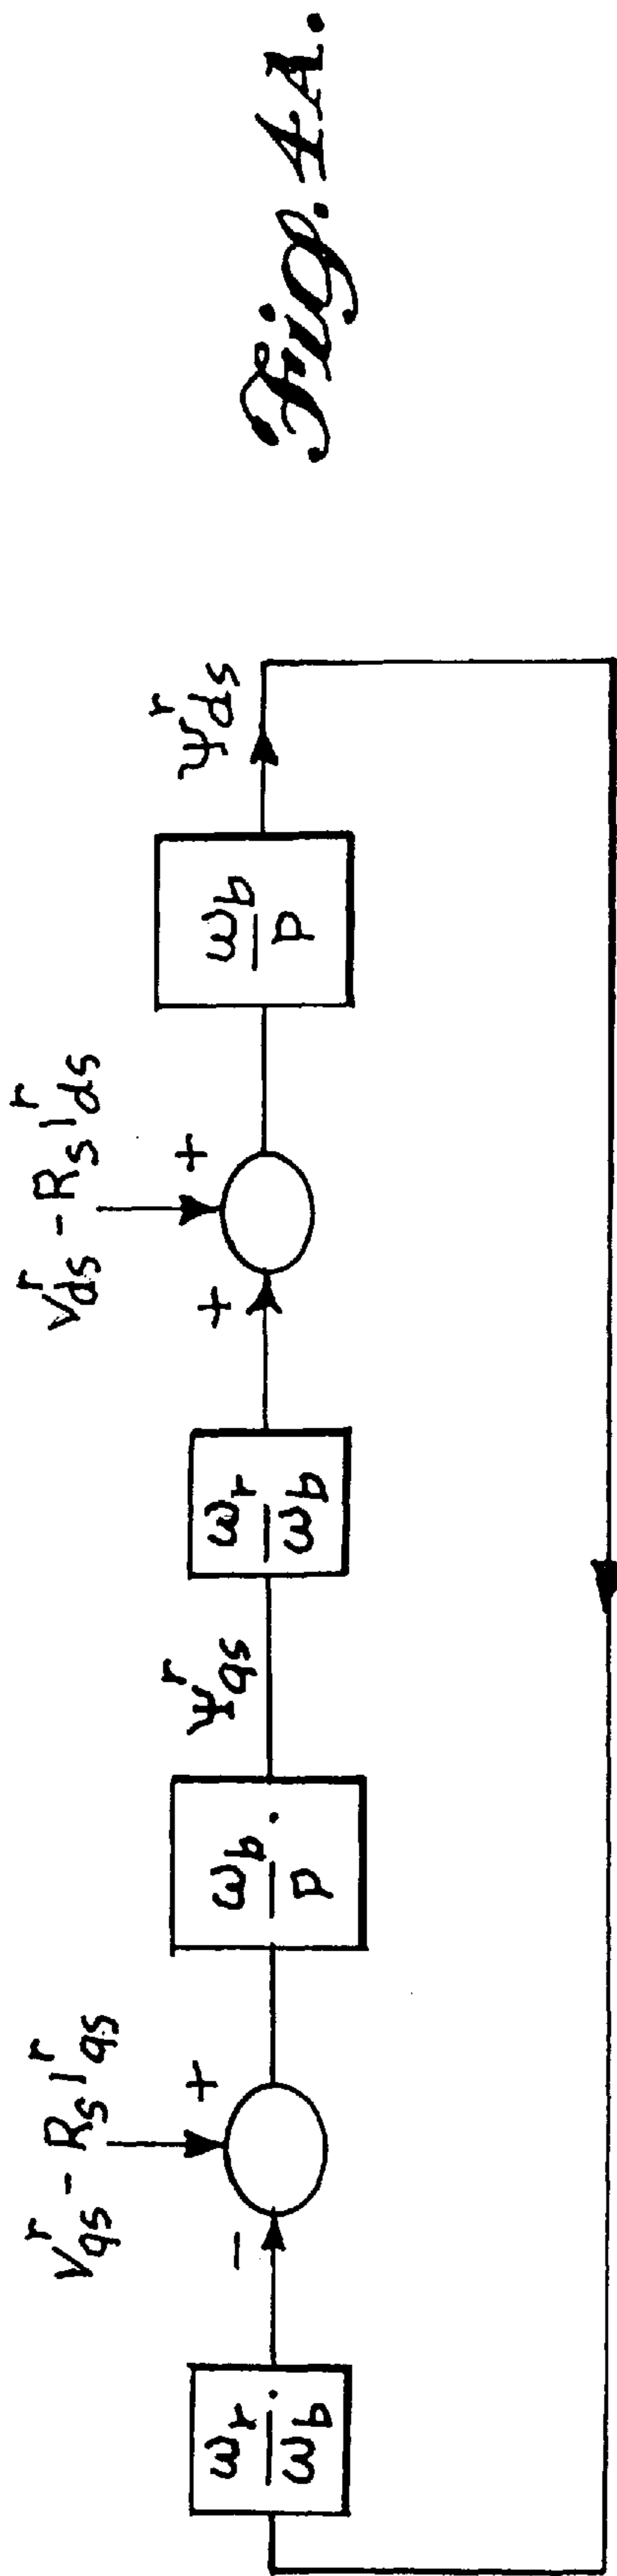 ω_r/ω_b
−
V^r_qs - R_s I^r_qs
+
ω_b/p
Ψ^r_qs
ω_r/ω_b
+
V^r_ds - R_s I^r_ds
+
ω_b/p
Ψ^r_ds
Fig. 4A.